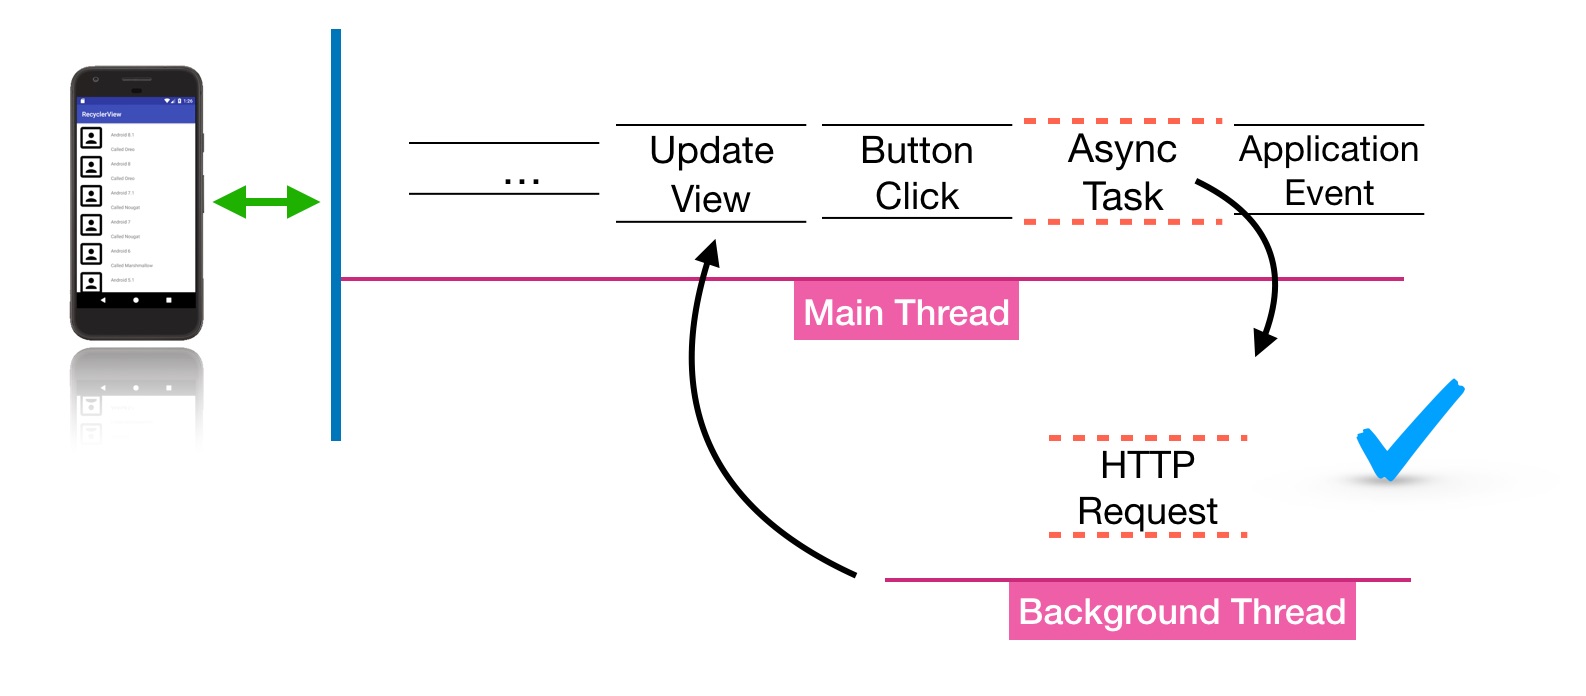 1:26
RecyclerView
Android 8.1
Called Oreo
Android 8
Called Oreo
Android 7.1
Called Nougat
Android 7
Called Nougat
Android 6
Called Marshmallow
Android 5.1
...
Update
View
Button
Click
Async
Task
Application
Event
Main Thread
HTTP
Request
Background Thread